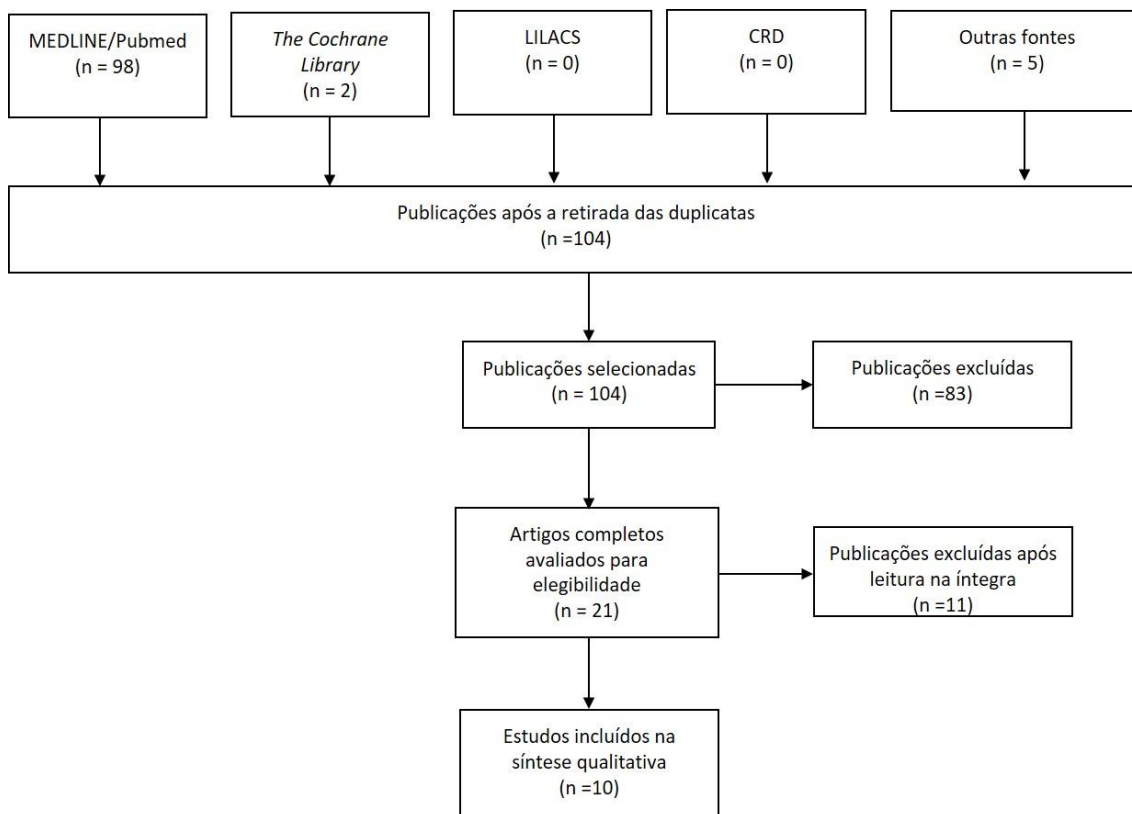 MEDLINE/Pubmed
(n = 98)
The Cochrane
Library
(n = 2)
LILACS
(n = 0)
CRD
(n = 0)
Outras fontes
(n = 5)
Publicações após a retirada das duplicatas
(n =104)
Publicações selecionadas
(n = 104)
Publicações excluídas
(n =83)
Artigos completos
avaliados para
elegibilidade
(n = 21)
Publicações excluídas após
leitura na íntegra
(n =11)
Estudos incluídos na
síntese qualitativa
(n =10)